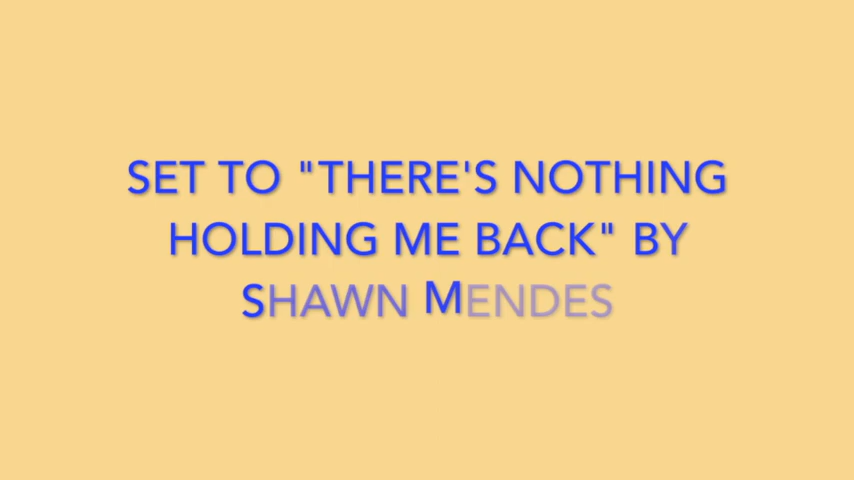 SET TO "THERE'S NOTHING
HOLDING ME BACK" BY
SHAWN MENDES